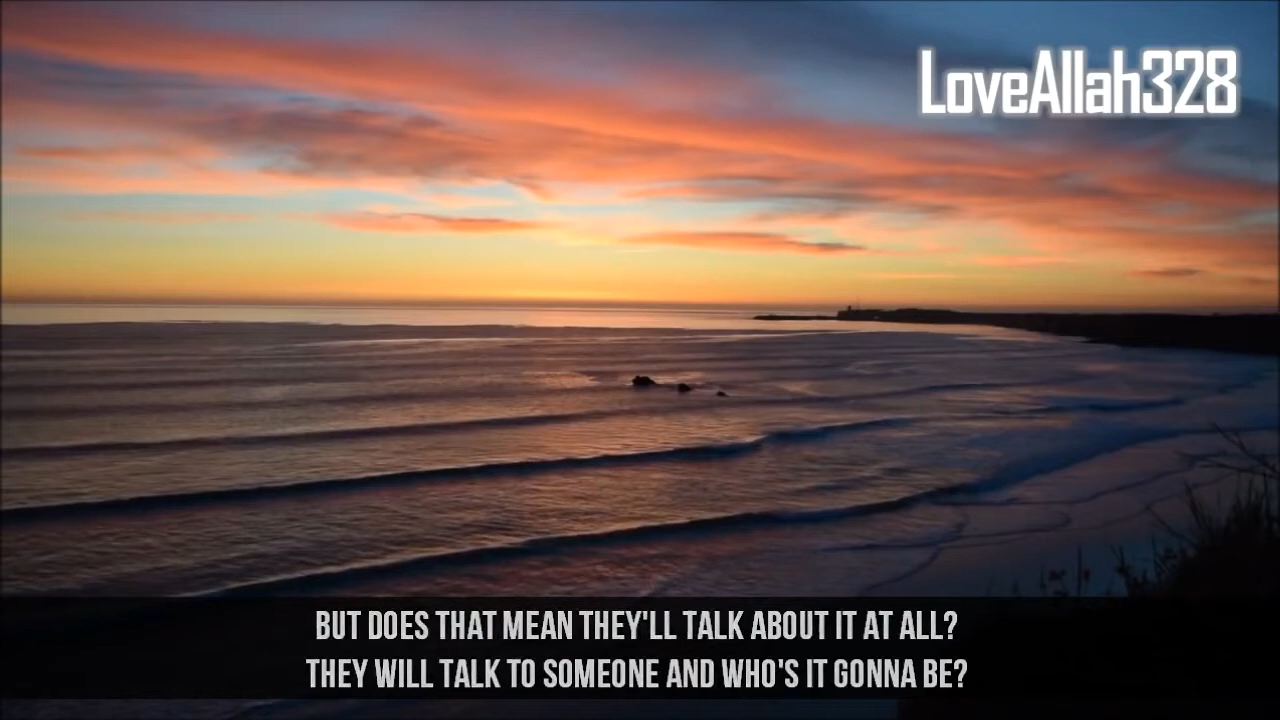 LoveAllah328
BUT DOES THAT MEAN THEY'LL TALK ABOUT IT AT ALL?
THEY WILL TALK TO SOMEONE AND WHO'S IT GONNA BE?